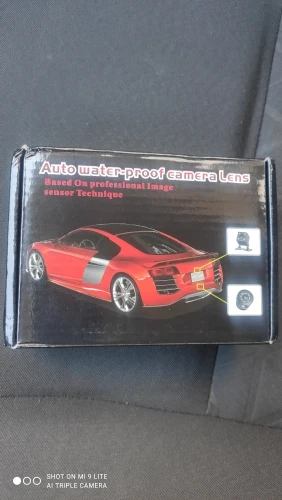 Auto water-proof camera Lens
Based On professional Image
sensor Technique
SHOT ON MI 9 LITE
AI TRIPLE CAMERA